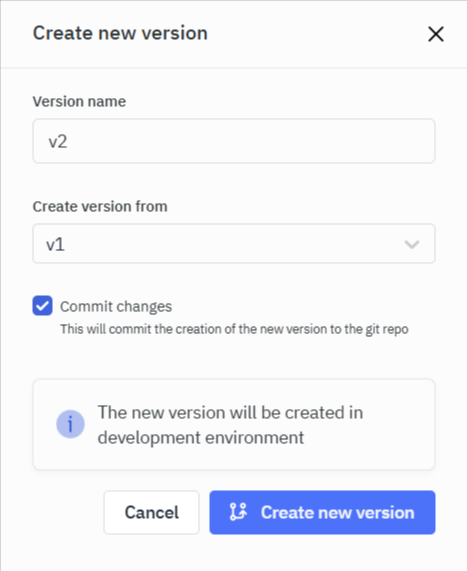 Create new version
Version name
v2
Create version from
v1
Commit changes
This will commit the creation of the new version to the git repo
The new version will be created in
development environment
Cancel
Create new version